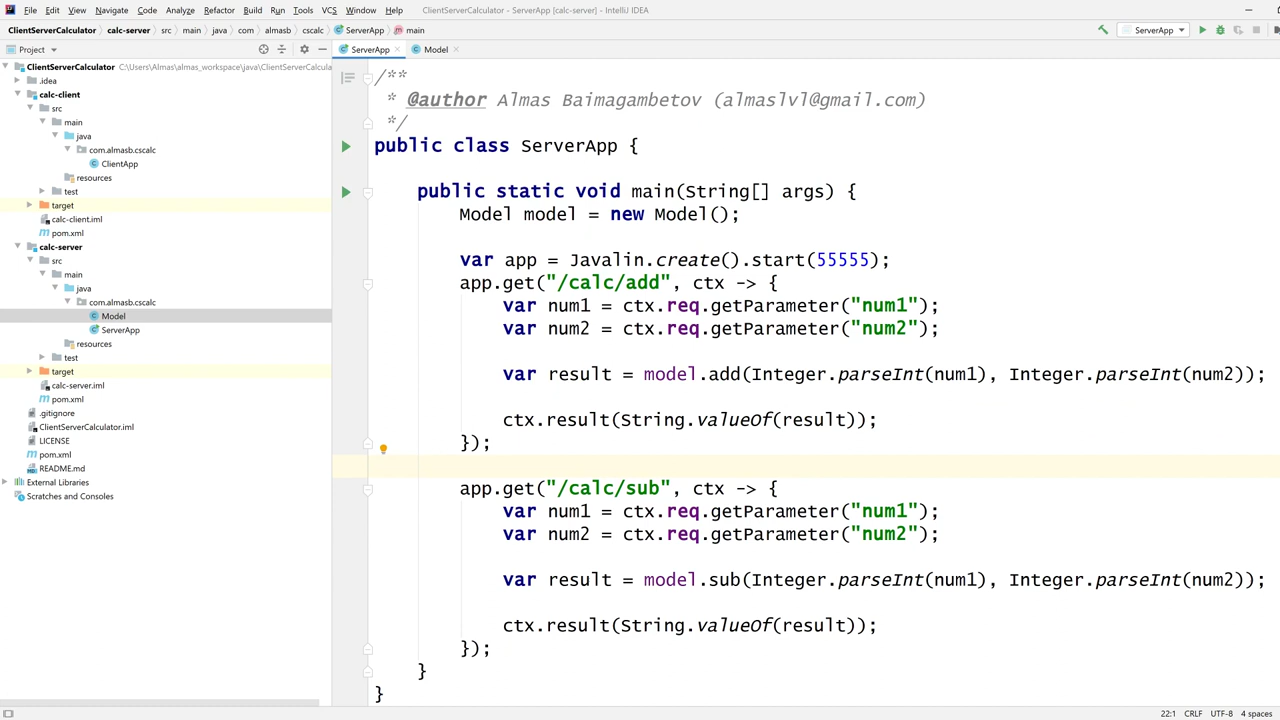 File Edit View Navigate Code Analyze Refactor Build Run Tools VCS Window Help ClientServerCalculator - ServerApp [calc-server] - IntelliJ IDEA
ClientServerCalculator calc-server src main java com almasb cscalc ServerApp main ServerApp
Project ServerApp Model
ClientServerCalculator C:\Users\Almas\almas_workspace\java\ClientServerCalcula
.idea
calc-client
src
main
java
com.almasb.cscalc
ClientApp
resources
test
target
calc-client.iml
pom.xml
calc-server
src
main
java
com.almasb.cscalc
Model
ServerApp
resources
test
target
calc-server.iml
pom.xml
.gitignore
ClientServerCalculator.iml
LICENSE
pom.xml
README.md
External Libraries
Scratches and Consoles
/**
* @author Almas Baimagambetov (almaslvl@gmail.com)
*/
public class ServerApp {
public static void main(String[] args) {
Model model = new Model();
var app = Javalin.create().start(55555);
app.get("/calc/add", ctx -> {
var num1 = ctx.req.getParameter("num1");
var num2 = ctx.req.getParameter("num2");
var result = model.add(Integer.parseInt(num1), Integer.parseInt(num2));
ctx.result(String.valueOf(result));
});
app.get("/calc/sub", ctx -> {
var num1 = ctx.req.getParameter("num1");
var num2 = ctx.req.getParameter("num2");
var result = model.sub(Integer.parseInt(num1), Integer.parseInt(num2));
ctx.result(String.valueOf(result));
});
}
}
22:1 CRLF UTF-8 4 spaces